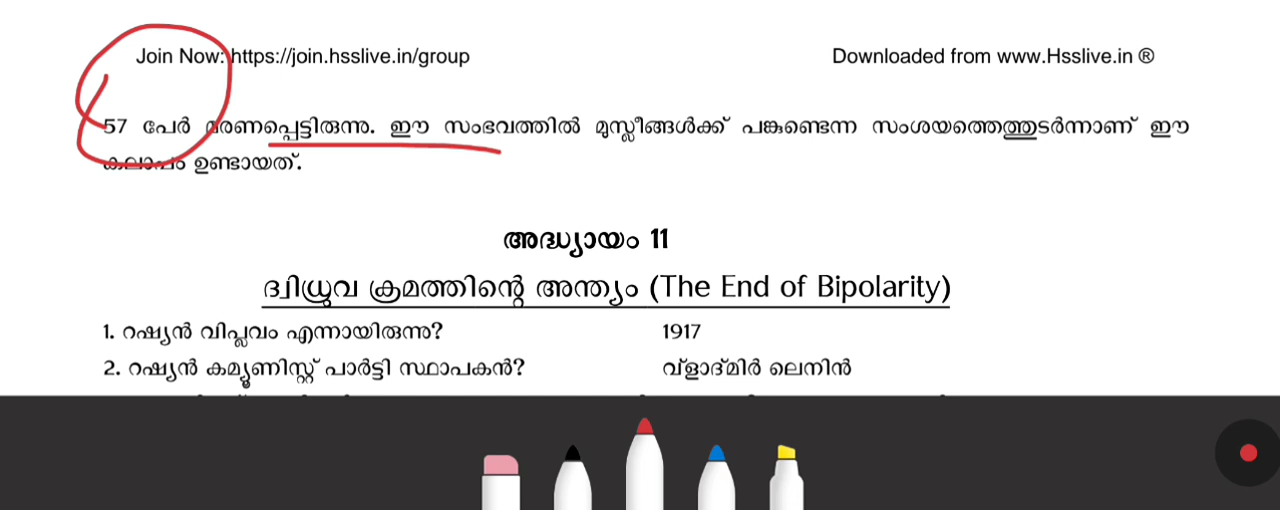 Join Now: https://join.hsslive.in/group Downloaded from www.Hsslive.in ®
57 പേർ മരണപ്പെട്ടിരുന്നു. ഈ സംഭവത്തിൽ മുസ്ലീങ്ങൾക്ക് പങ്കുണ്ടെന്ന സംശയത്തെത്തുടർന്നാണ് ഈ
കലാപം ഉണ്ടായത്.
അദ്ധ്യായം 11
ദ്വിധ്രുവ ക്രമത്തിന്റെ അന്ത്യം (The End of Bipolarity)
1. റഷ്യൻ വിപ്ലവം എന്നായിരുന്നു? 1917
2. റഷ്യൻ കമ്യൂണിസ്റ്റ് പാർട്ടി സ്ഥാപകൻ? വ്ളാദ്മിർ ലെനിൻ